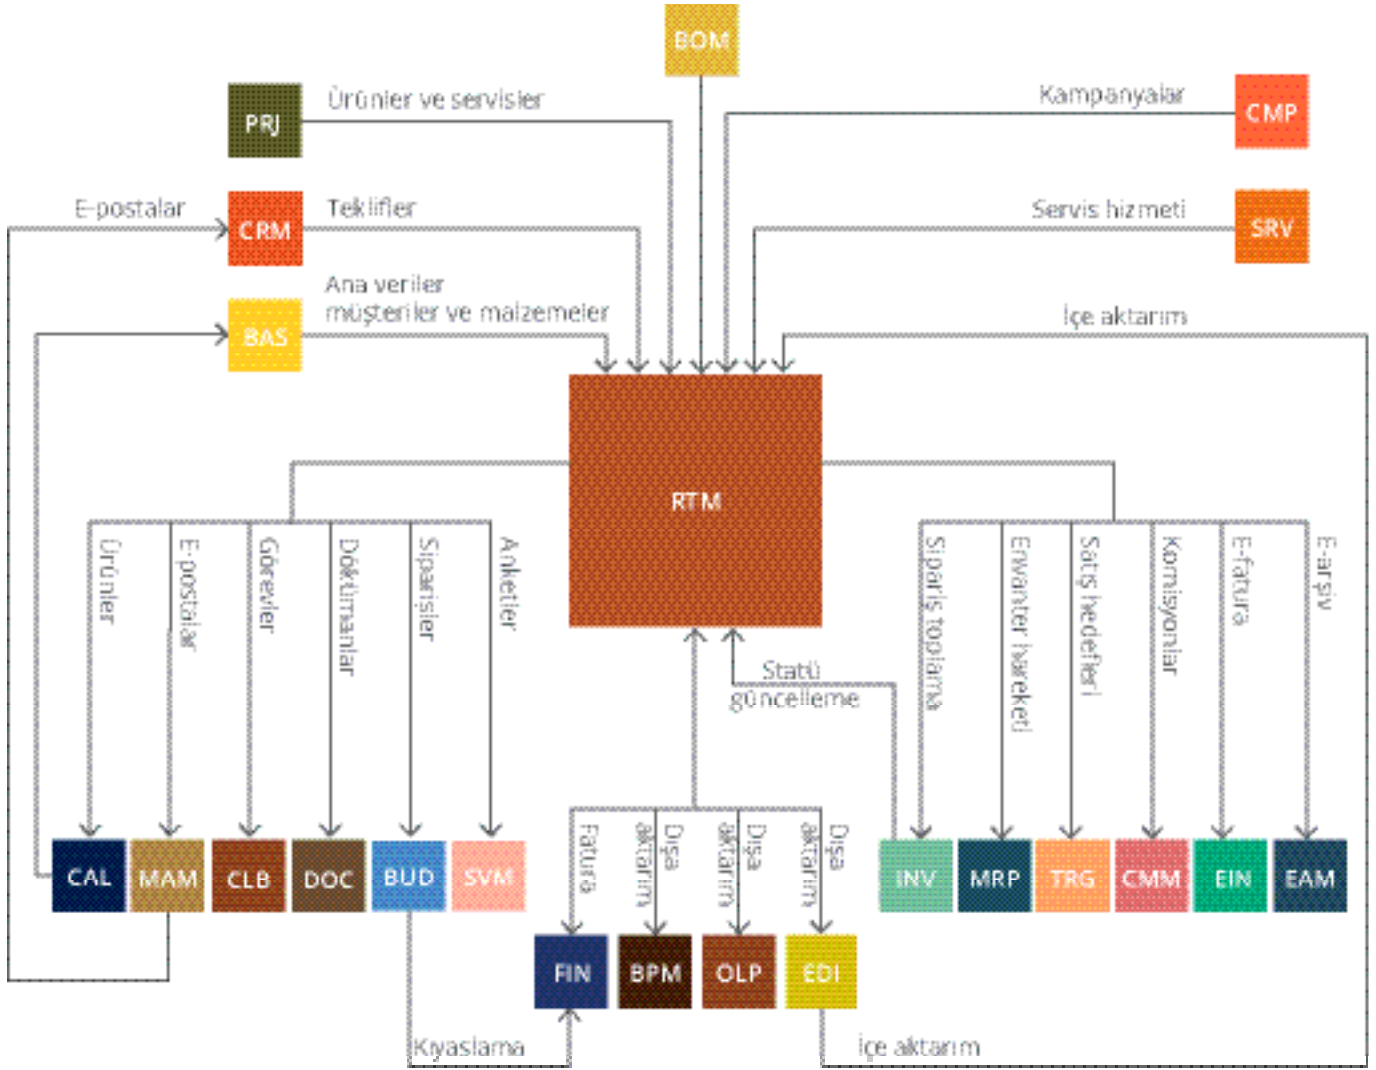 BOM
PRJ
Ürünler ve servisler
Kampanyalar
CMP
E-postalar
CRM
Teklifler
Servis hizmeti
SRV
Ana veriler
müşteriler ve malzemeler
BAS
İçe aktarım
RTM
Ürünler
E-postalar
Görevler
Dökümanlar
Siparişler
Anketler
Sipariş toplama
Envanter hareketi
Satış hedefleri
Komisyonlar
E-fatura
E-arşiv
Statü
güncelleme
Fatura
Dışa
aktarım
Dışa
aktarım
Dışa
aktarım
CAL
MAM
CLB
DOC
BUD
SVM
INV
MRP
TRG
CMM
EIN
EAM
FIN
BPM
OLP
EDI
Kıyaslama
İçe aktarım